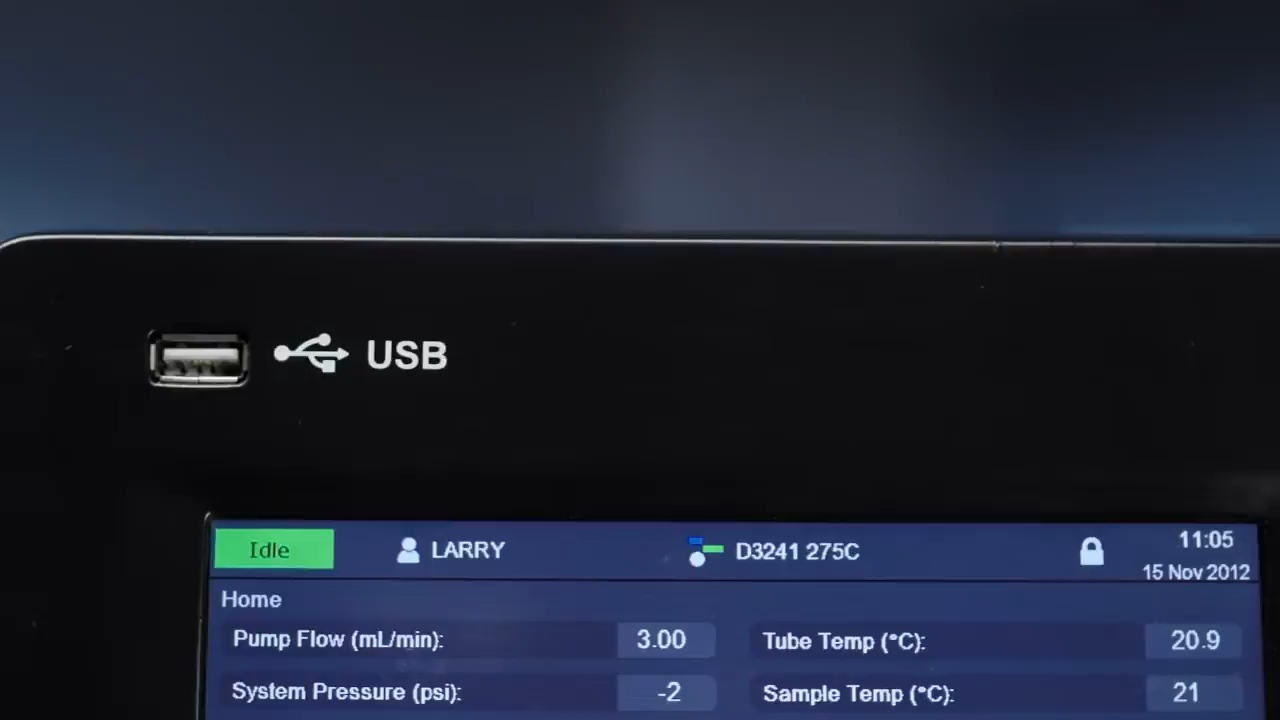 USB
Idle LARRY D3241 275C 11:05
15 Nov 2012
Home
Pump Flow (mL/min): 3.00 Tube Temp (°C): 20.9
System Pressure (psi): -2 Sample Temp (°C): 21